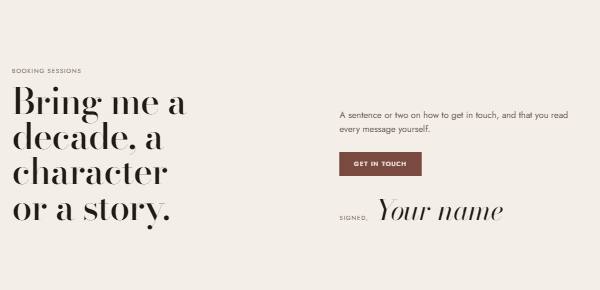 BOOKING SESSIONS
Bring me a
decade, a
character
or a story.
A sentence or two on how to get in touch, and that you read
every message yourself.
GET IN TOUCH
SIGNED, Your name